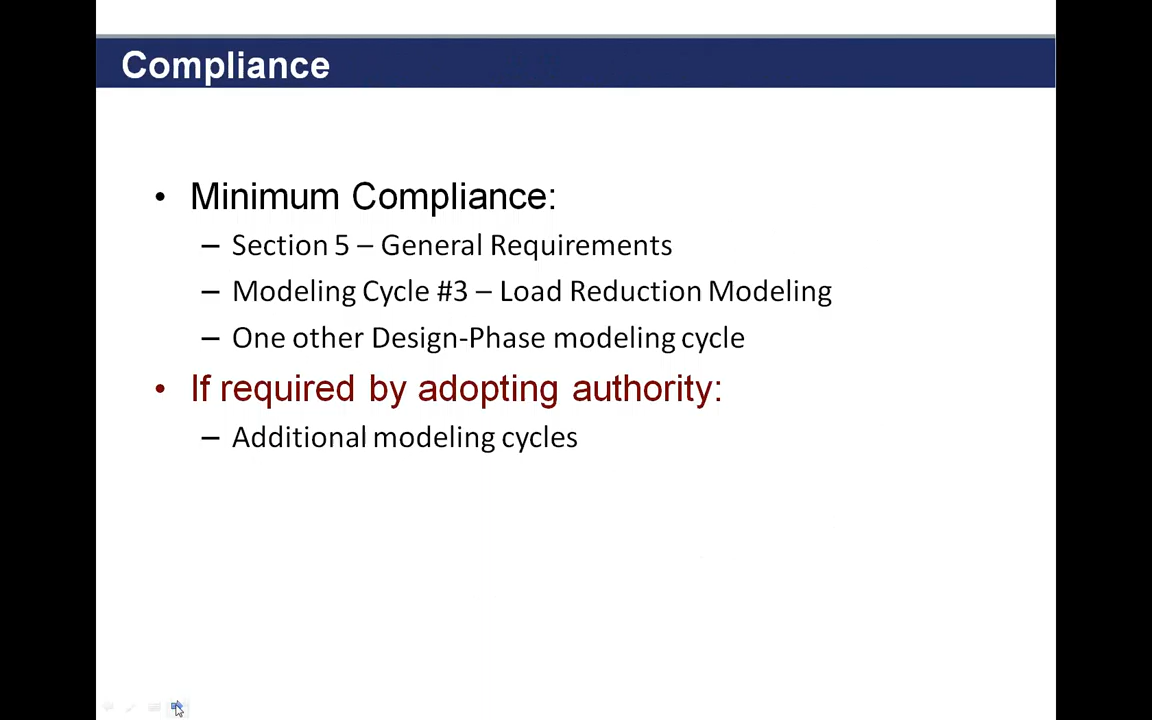 Compliance
• Minimum Compliance:
– Section 5 – General Requirements
– Modeling Cycle #3 – Load Reduction Modeling
– One other Design-Phase modeling cycle
• If required by adopting authority:
– Additional modeling cycles